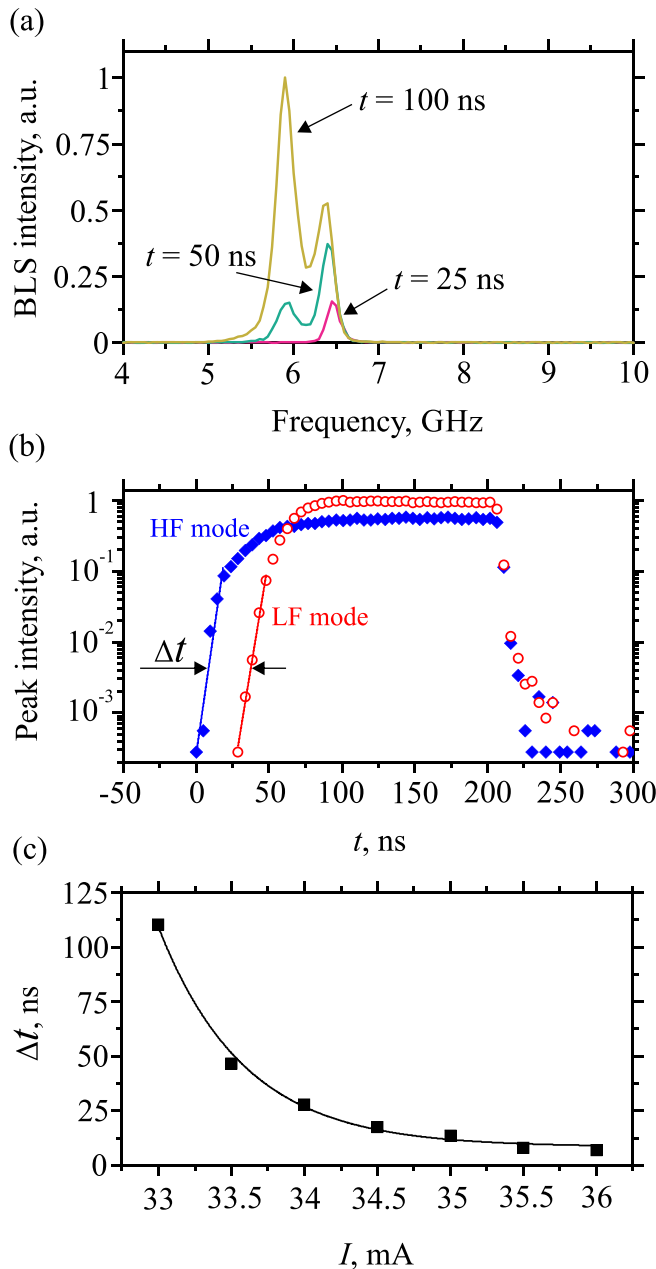 (a)
BLS intensity, a.u.
1
0.75
0.5
0.25
0
t = 100 ns
t = 50 ns
t = 25 ns
4 5 6 7 8 9 10
Frequency, GHz
(b)
Peak intensity, a.u.
1
10⁻¹
10⁻²
10⁻³
HF mode
LF mode
Δt
-50 0 50 100 150 200 250 300
t, ns
(c)
Δt, ns
125
100
75
50
25
0
33 33.5 34 34.5 35 35.5 36
I, mA